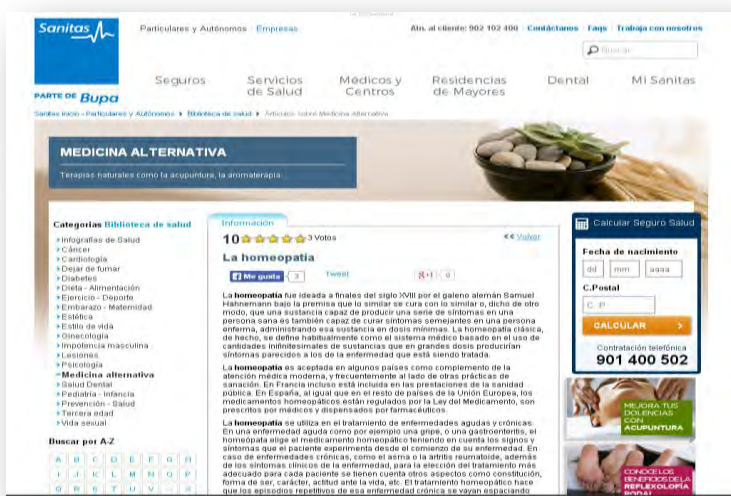 Sanitas
Particulares y Autónomos Empresas
Atn. al cliente: 902 102 400 Contáctanos Faqs Trabaja con nosotros
Buscar
Seguros
Servicios de Salud
Médicos y Centros
Residencias de Mayores
Dental
Mi Sanitas
PARTE DE Bupa
Sanitas Inicio - Particulares y Autónomos Biblioteca de salud Artículos sobre Medicina Alternativa
MEDICINA ALTERNATIVA
Terapias naturales como la acupuntura, la aromaterapia
Categorias Biblioteca de salud
Infografías de Salud
Cáncer
Cardiología
Dejar de fumar
Diabetes
Dieta - Alimentación
Ejercicio - Deporte
Embarazo - Maternidad
Estética
Estilo de vida
Ginecología
Impotencia masculina
Lesiones
Psicología
Medicina alternativa
Salud Dental
Pediatría - Infancia
Prevención - Salud
Tercera edad
Vida sexual
Buscar por A-Z
A B C D E F G H
I J K L M N O P
Q R S T U V
Información
10 3 Votos
<< Volver
La homeopatía
Me gusta 3 Tweet g+1 0
La homeopatía fue ideada a finales del siglo XVIII por el galeno alemán Samuel
Hahnemann bajo la premisa que lo similar se cura con lo similar o, dicho de otro
modo, que una sustancia capaz de producir una serie de síntomas en una
persona sana es también capaz de curar síntomas semejantes en una persona
enferma, administrando esa sustancia en dosis mínimas. La homeopatía clásica,
de hecho, se define habitualmente como el sistema médico basado en el uso de
cantidades infinitesimales de sustancias que en grandes dosis producirían
síntomas parecidos a los de la enfermedad que está siendo tratada.
La homeopatía es aceptada en algunos países como complemento de la
atención médica moderna, y frecuentemente al lado de otras prácticas de
sanación. En Francia incluso está incluida en las prestaciones de la sanidad
pública. En España, al igual que en el resto de países de la Unión Europea, los
medicamentos homeopáticos están regulados por la Ley del Medicamento, son
prescritos por médicos y dispensados por farmacéuticos.
La homeopatía se utiliza en el tratamiento de enfermedades agudas y crónicas.
En una enfermedad aguda como por ejemplo una gripe, o una gastroenteritis, el
homeópata elige el medicamento homeopático teniendo en cuenta los signos y
síntomas que el paciente experimenta desde el comienzo de su enfermedad. En
caso de enfermedades crónicas, como el asma o la artritis reumatoide, además
de los síntomas clínicos de la enfermedad, para la elección del tratamiento más
adecuado para cada paciente se tienen cuenta otros aspectos como constitución,
forma de ser, carácter, actitud ante la vida, etc. El tratamiento homeopático hace
que los episodios repetitivos de esa enfermedad crónica se vayan espaciando
Calcular Seguro Salud
Fecha de nacimiento
dd mm aaaa
C.Postal
C. P.
CALCULAR >
Contratación telefónica
901 400 502
MEJORA TUS
DOLENCIAS
CON
ACUPUNTURA
CONOCE LOS
BENEFICIOS DE LA
REFLEXOLOGÍA
PODAL